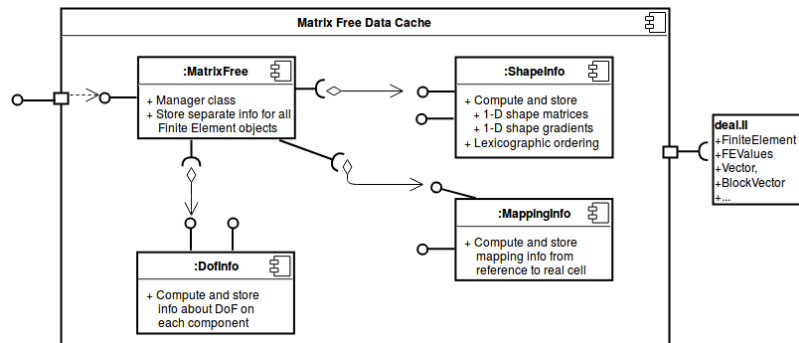 Matrix Free Data Cache
:MatrixFree
+ Manager class
+ Store separate info for all
Finite Element objects
:ShapeInfo
+ Compute and store
+ 1-D shape matrices
+ 1-D shape gradients
+ Lexicographic ordering
deal.II
+FiniteElement
+FEValues
+Vector,
+BlockVector
+...
:MappingInfo
+ Compute and store
mapping info from
reference to real cell
:DofInfo
+ Compute and store
info about DoF on
each component